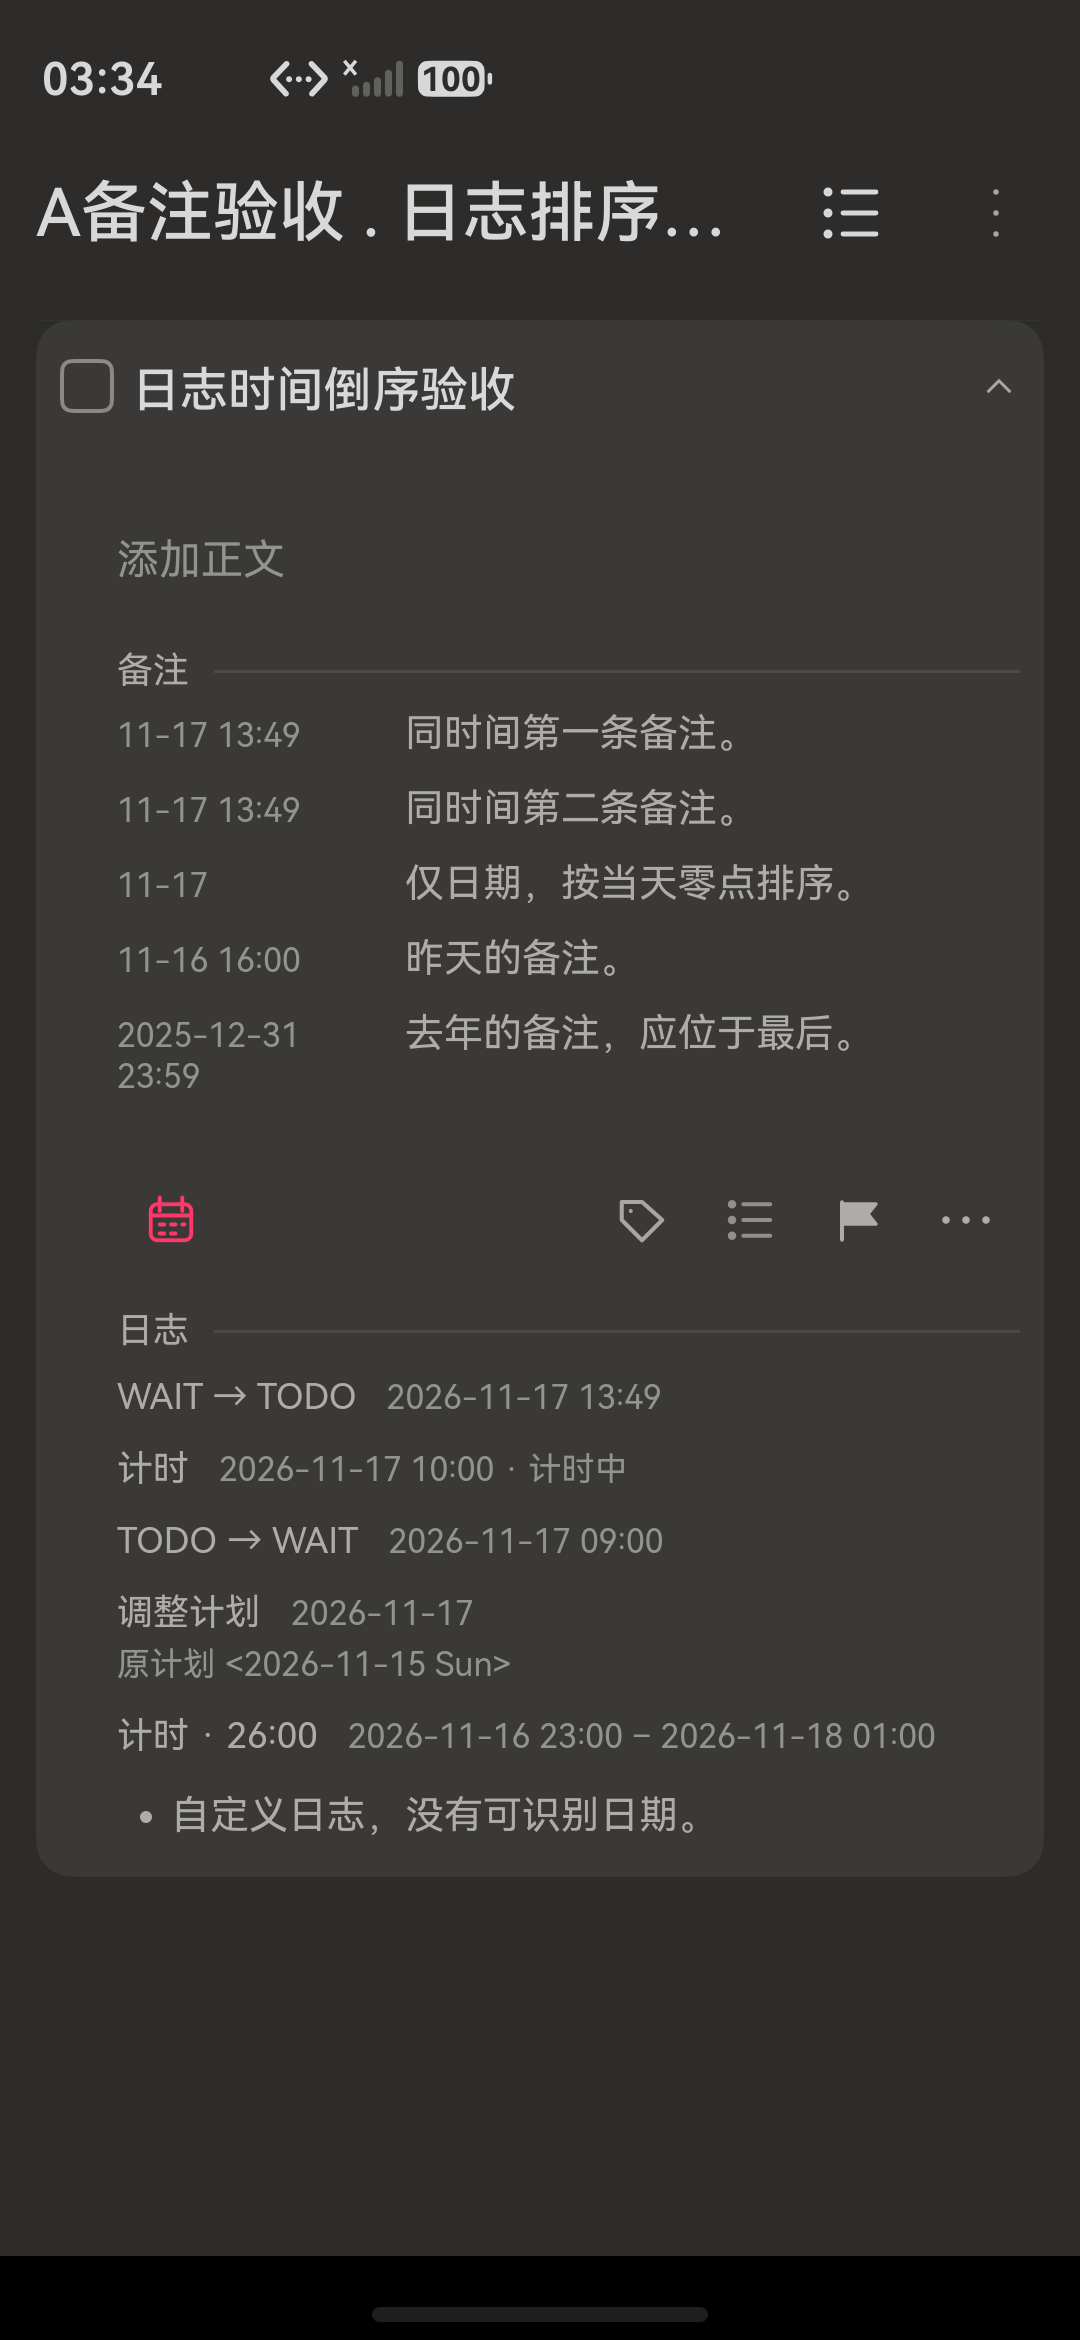 03:34
100
A备注验收 . 日志排序...
日志时间倒序验收
添加正文
备注
11-17 13:49 同时间第一条备注。
11-17 13:49 同时间第二条备注。
11-17 仅日期，按当天零点排序。
11-16 16:00 昨天的备注。
2025-12-31 去年的备注，应位于最后。
23:59
日志
WAIT → TODO 2026-11-17 13:49
计时 2026-11-17 10:00 · 计时中
TODO → WAIT 2026-11-17 09:00
调整计划 2026-11-17
原计划 <2026-11-15 Sun>
计时 · 26:00 2026-11-16 23:00 – 2026-11-18 01:00
• 自定义日志，没有可识别日期。